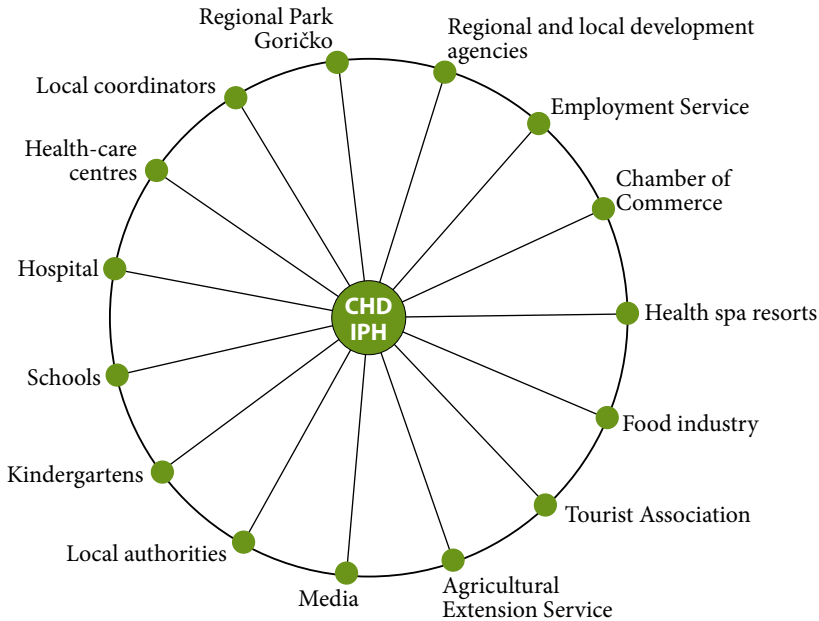 Regional Park
Goričko
Regional and local development
agencies
Employment Service
Chamber of
Commerce
Health spa resorts
Food industry
Tourist Association
Agricultural
Extension Service
Media
Local authorities
Kindergartens
Schools
Hospital
Health-care
centres
Local coordinators
CHD
IPH